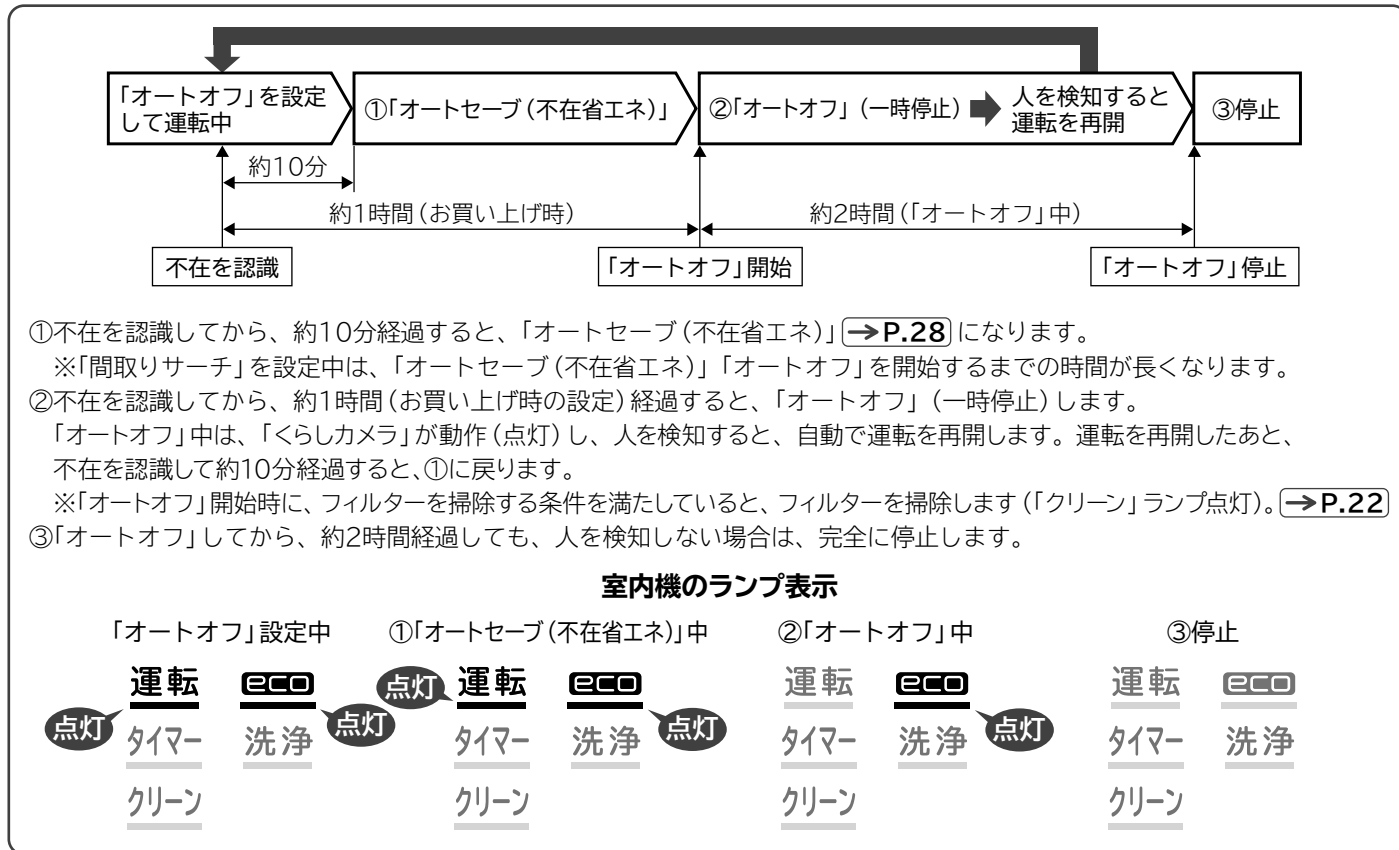 「オートオフ」を設定
して運転中
①「オートセーブ(不在省エネ)」
②「オートオフ」(一時停止)
人を検知すると
運転を再開
③停止
約10分
約1時間(お買い上げ時)
約2時間(「オートオフ」中)
不在を認識
「オートオフ」開始
「オートオフ」停止
①不在を認識してから、約10分経過すると、「オートセーブ(不在省エネ)」→P.28になります。
※「間取りサーチ」を設定中は、「オートセーブ(不在省エネ)」「オートオフ」を開始するまでの時間が長くなります。
②不在を認識してから、約1時間(お買い上げ時の設定)経過すると、「オートオフ」(一時停止)します。
「オートオフ」中は、「くらしカメラ」が動作(点灯)し、人を検知すると、自動で運転を再開します。運転を再開したあと、
不在を認識して約10分経過すると、①に戻ります。
※「オートオフ」開始時に、フィルターを掃除する条件を満たしていると、フィルターを掃除します(「クリーン」ランプ点灯)。→P.22
③「オートオフ」してから、約2時間経過しても、人を検知しない場合は、完全に停止します。
室内機のランプ表示
「オートオフ」設定中
①「オートセーブ(不在省エネ)」中
②「オートオフ」中
③停止
運転 eco
点灯 タイマー 洗浄 点灯
クリーン
点灯 運転 eco
タイマー 洗浄 点灯
クリーン
運転 eco
タイマー 洗浄 点灯
クリーン
運転 eco
タイマー 洗浄
クリーン